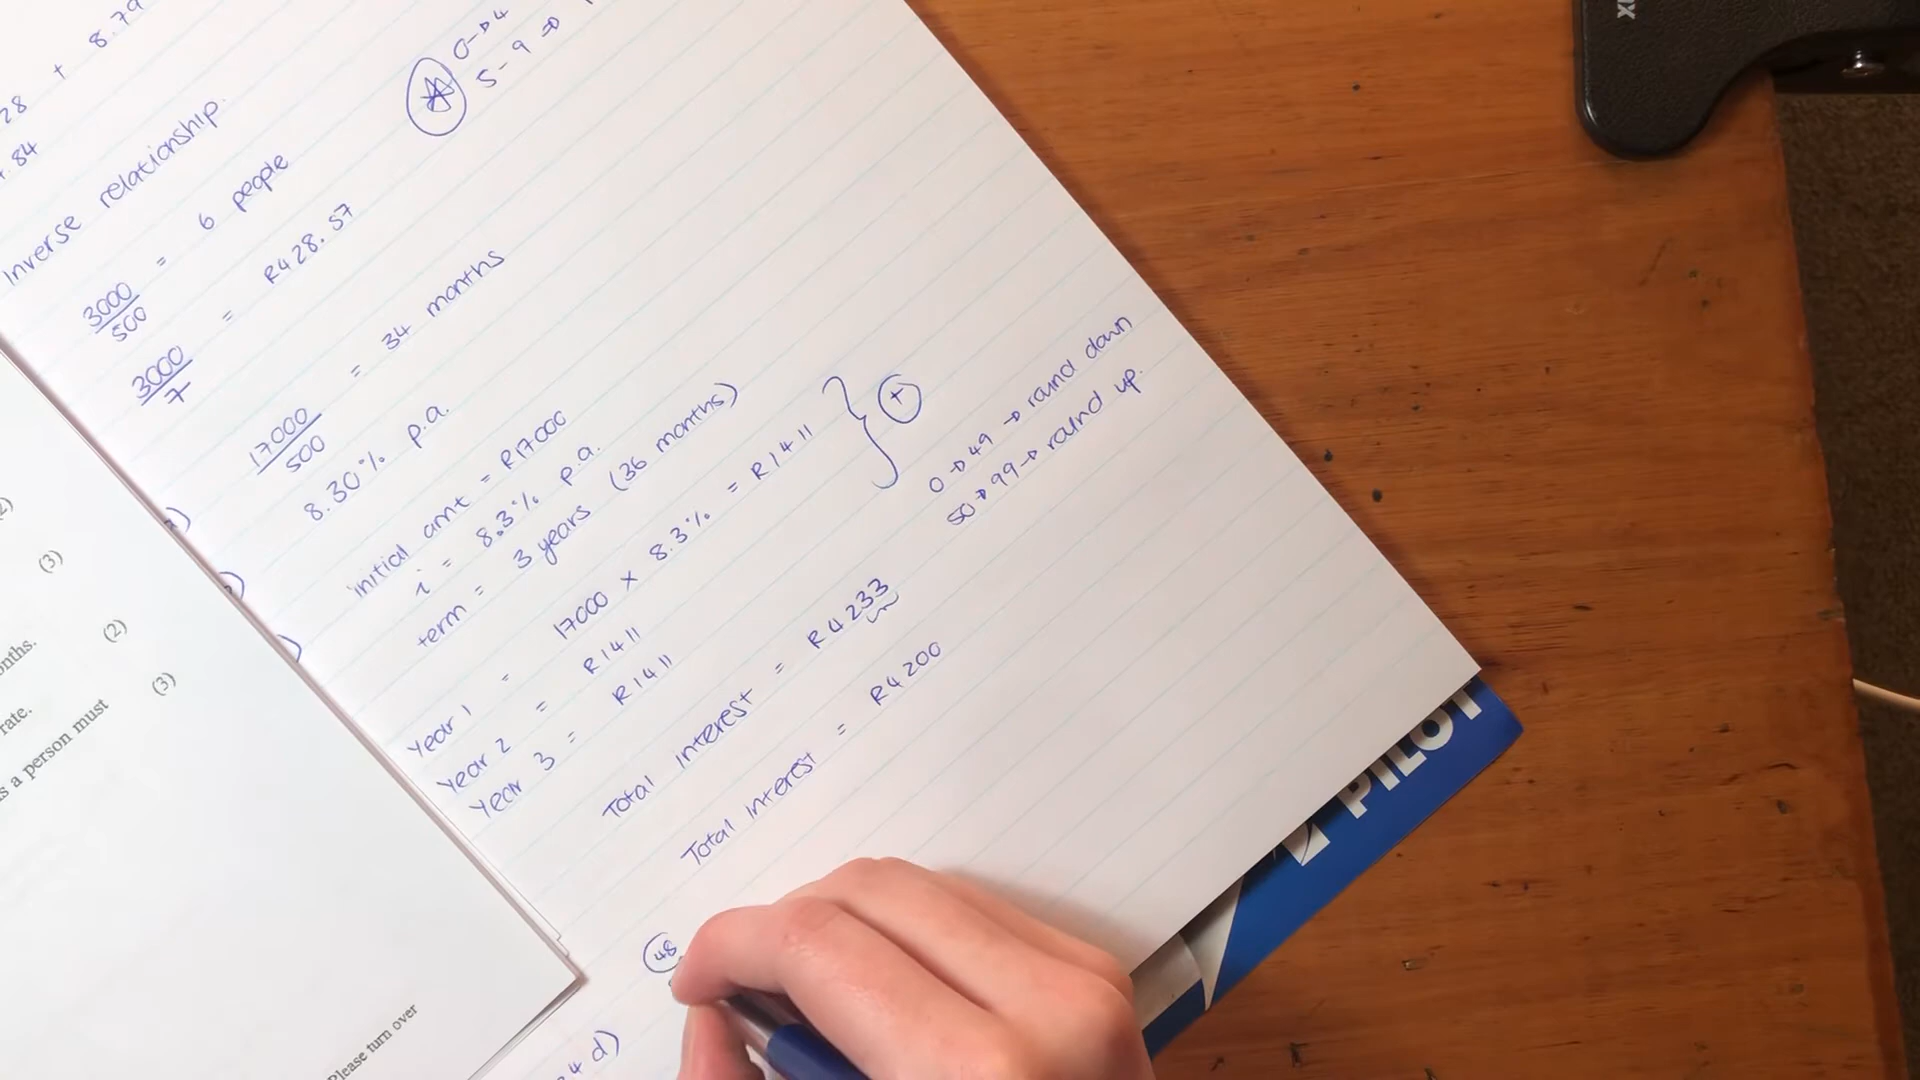 + 8.79
28
.84
0→4
5-9 →
Inverse relationship.
3000/500 = 6 people
3000/7 = R428.57
17000/500 = 34 months
8.30% p.a.
initial amt = R17000
i = 8.3% p.a.
term = 3 years (36 months)
Year 1 = 17000 × 8.3% = R1411
Year 2 = R1411
Year 3 = R1411
+
0→49 → round down
50→99→ round up.
Total interest = R4233
Total interest = R4200
48
4 d)
(3)
onths. (2)
rate.
s a person must (3)
Please turn over
PILOT